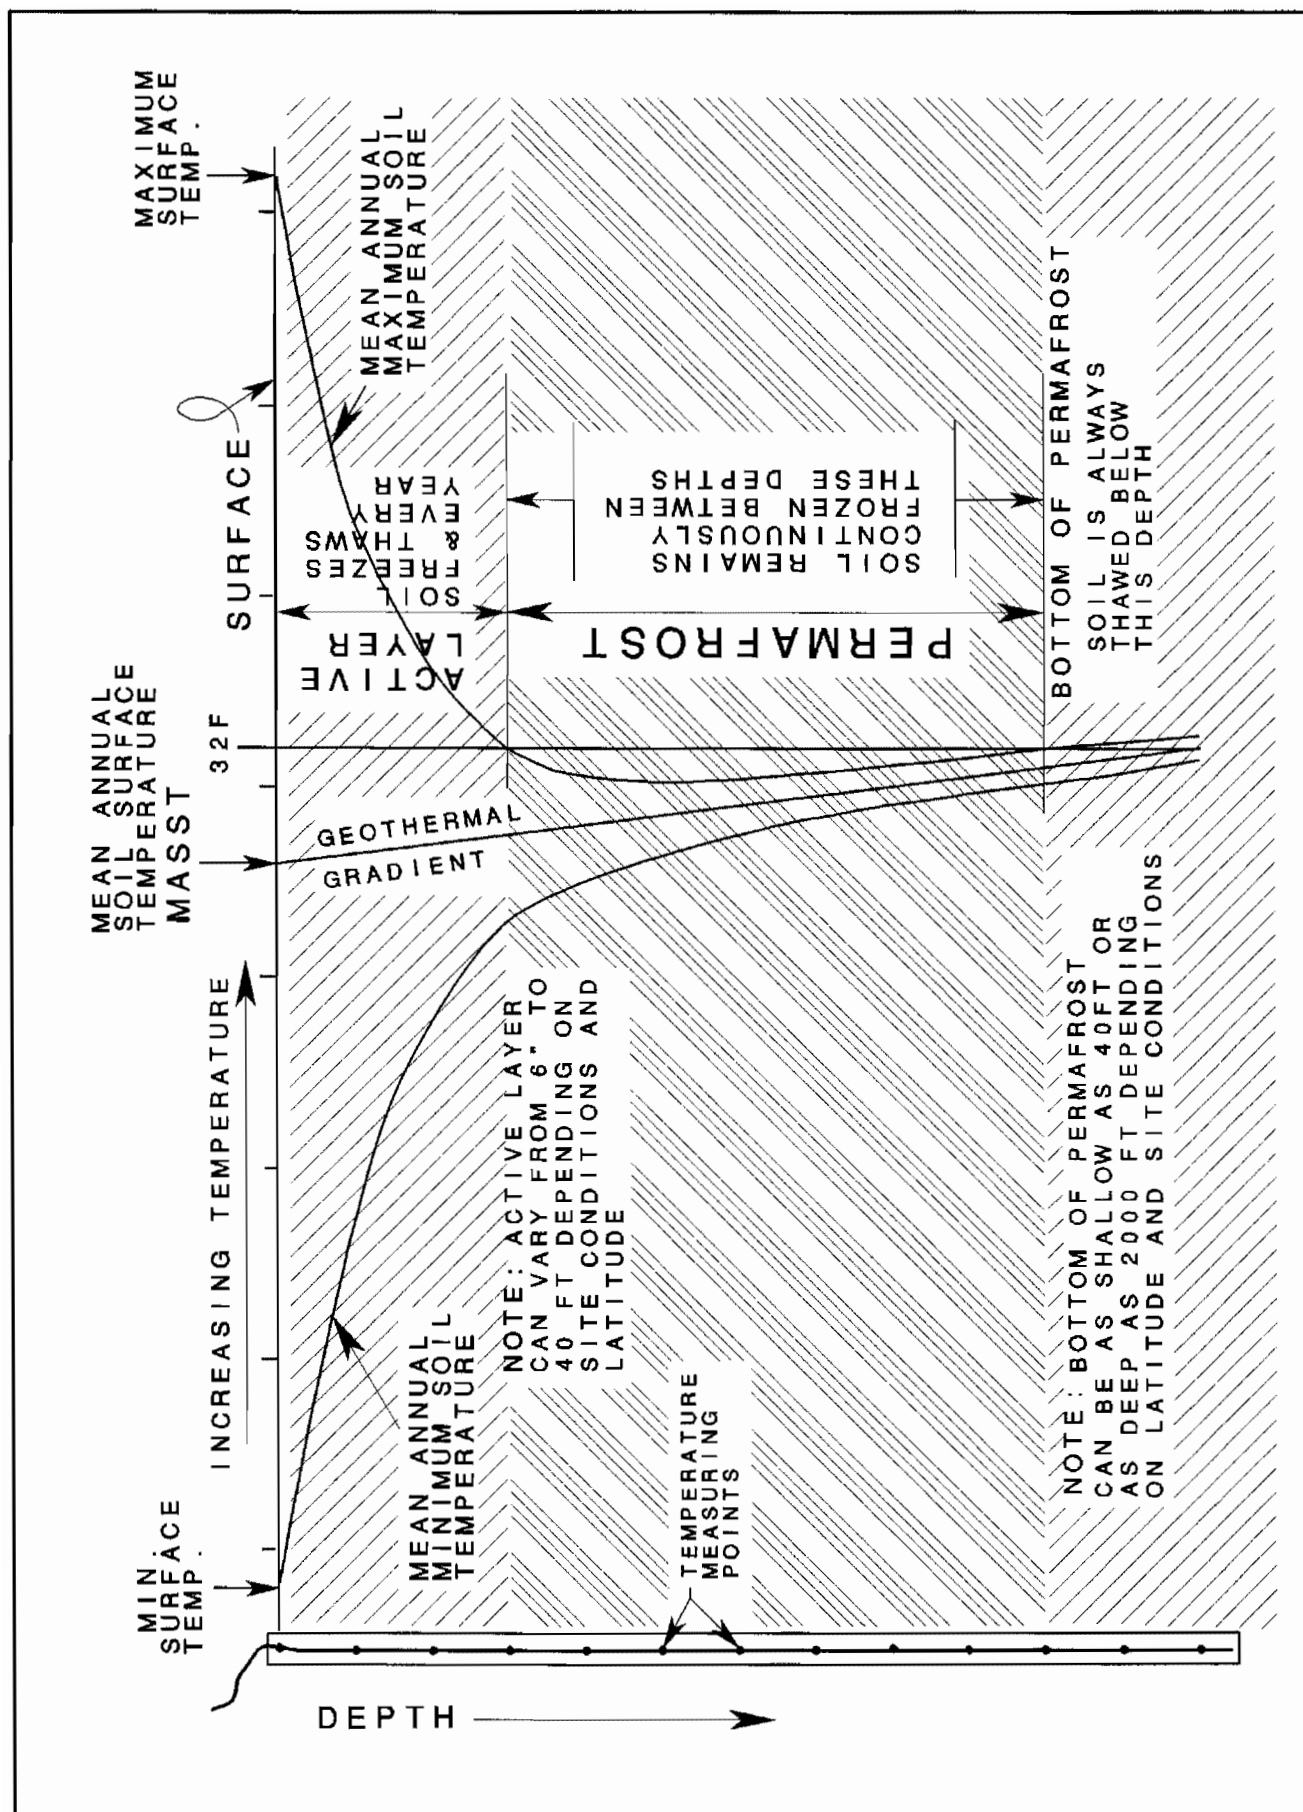 MAXIMUM
SURFACE
TEMP.
MEAN ANNUAL
MAXIMUM SOIL
TEMPERATURE
SURFACE
SOIL
FREEZES
& THAWS
EVERY
YEAR
ACTIVE
LAYER
SOIL REMAINS
CONTINUOUSLY
FROZEN BETWEEN
THESE DEPTHS
PERMAFROST
BOTTOM OF PERMAFROST
SOIL IS ALWAYS
THAWED BELOW
THIS DEPTH
MEAN ANNUAL
SOIL SURFACE
TEMPERATURE
MASST
32F
GEOTHERMAL
GRADIENT
INCREASING TEMPERATURE
NOTE: ACTIVE LAYER
CAN VARY FROM 6" TO
40 FT DEPENDING ON
SITE CONDITIONS AND
LATITUDE
NOTE: BOTTOM OF PERMAFROST
CAN BE AS SHALLOW AS 40FT OR
AS DEEP AS 2000 FT DEPENDING
ON LATITUDE AND SITE CONDITIONS
MIN.
SURFACE
TEMP.
MEAN ANNUAL
MINIMUM SOIL
TEMPERATURE
TEMPERATURE
MEASURING
POINTS
DEPTH